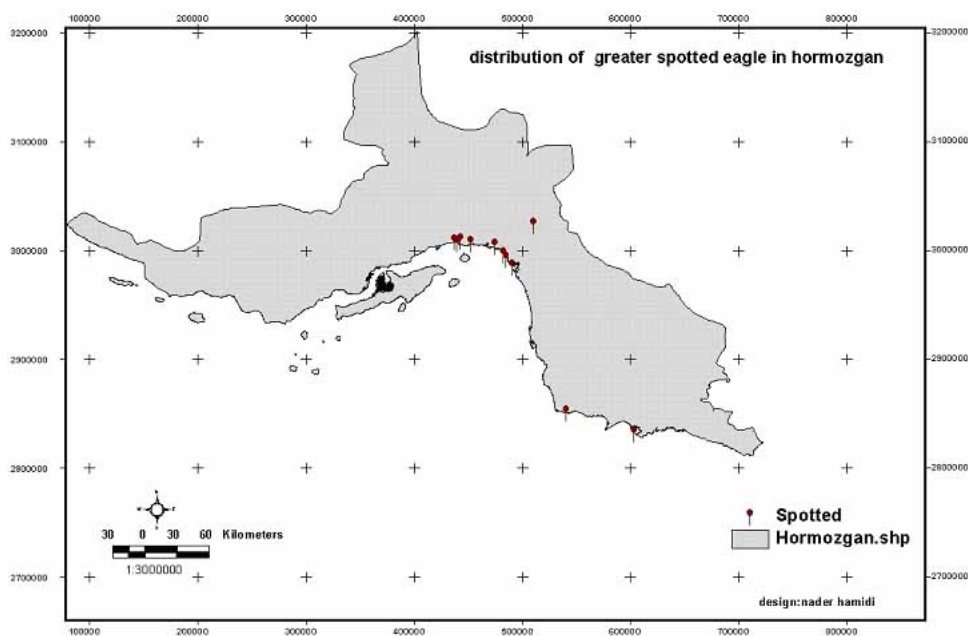 100000 200000 300000 400000 500000 600000 700000 800000
3200000 3200000
distribution of greater spotted eagle in hormozgan
3100000 3100000
3000000 3000000
2900000 2900000
2800000 2800000
Spotted
30 0 30 60 Kilometers
Hormozgan.shp
1:3000000
2700000 2700000
design:nader hamidi
100000 200000 300000 400000 500000 600000 700000 800000